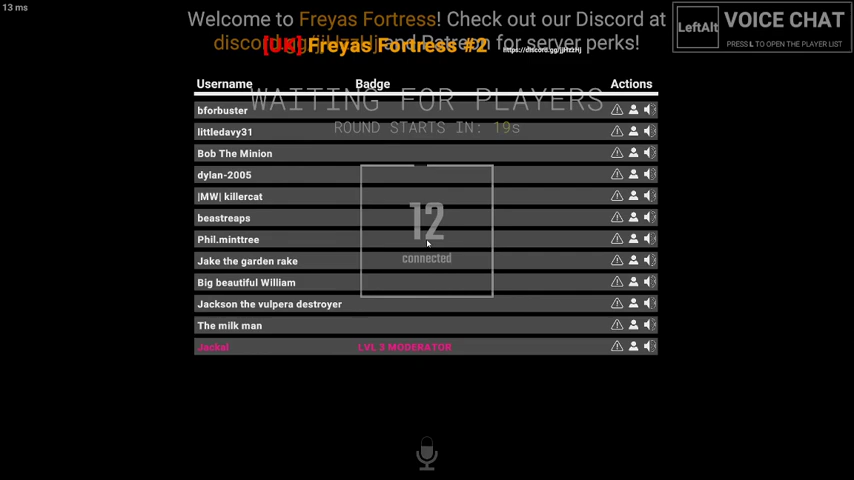 13 ms
Welcome to Freyas Fortress! Check out our Discord at
and Patreon for server perks!
[UK] Freyas Fortress #2
LeftAlt
VOICE CHAT
PRESS L TO OPEN THE PLAYER LIST
Username Badge Actions
WAITING FOR PLAYERS
bforbuster
ROUND STARTS IN: 19s
littledavy31
Bob The Minion
dylan-2005
|MW| killercat
beastreaps
12
Phil.minttree
connected
Jake the garden rake
Big beautiful William
Jackson the vulpera destroyer
The milk man
Jackal LVL 3 MODERATOR